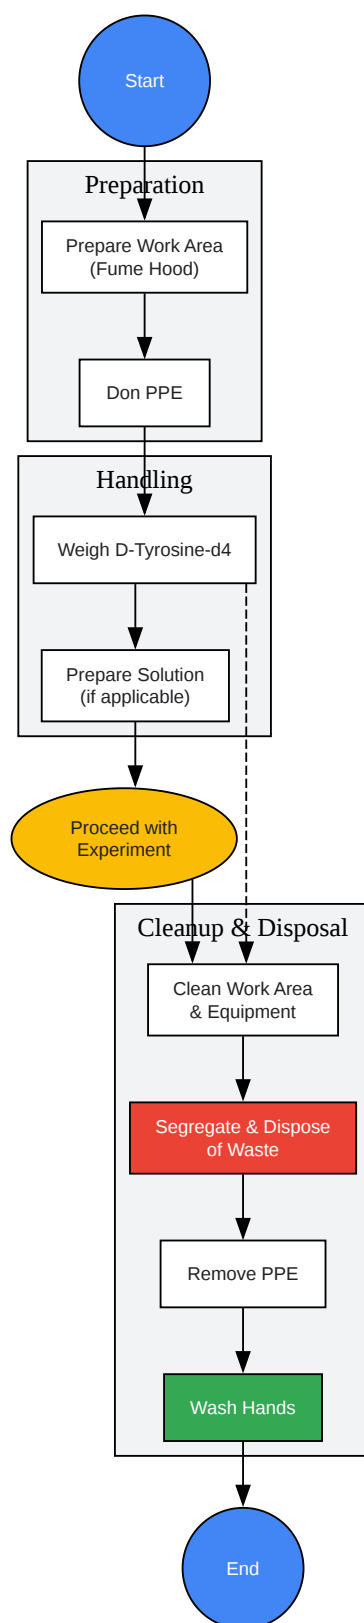 Start
Preparation
Prepare Work Area
(Fume Hood)
Don PPE
Handling
Weigh D-Tyrosine-d4
Prepare Solution
(if applicable)
Proceed with
Experiment
Cleanup & Disposal
Clean Work Area
& Equipment
Segregate & Dispose
of Waste
Remove PPE
Wash Hands
End